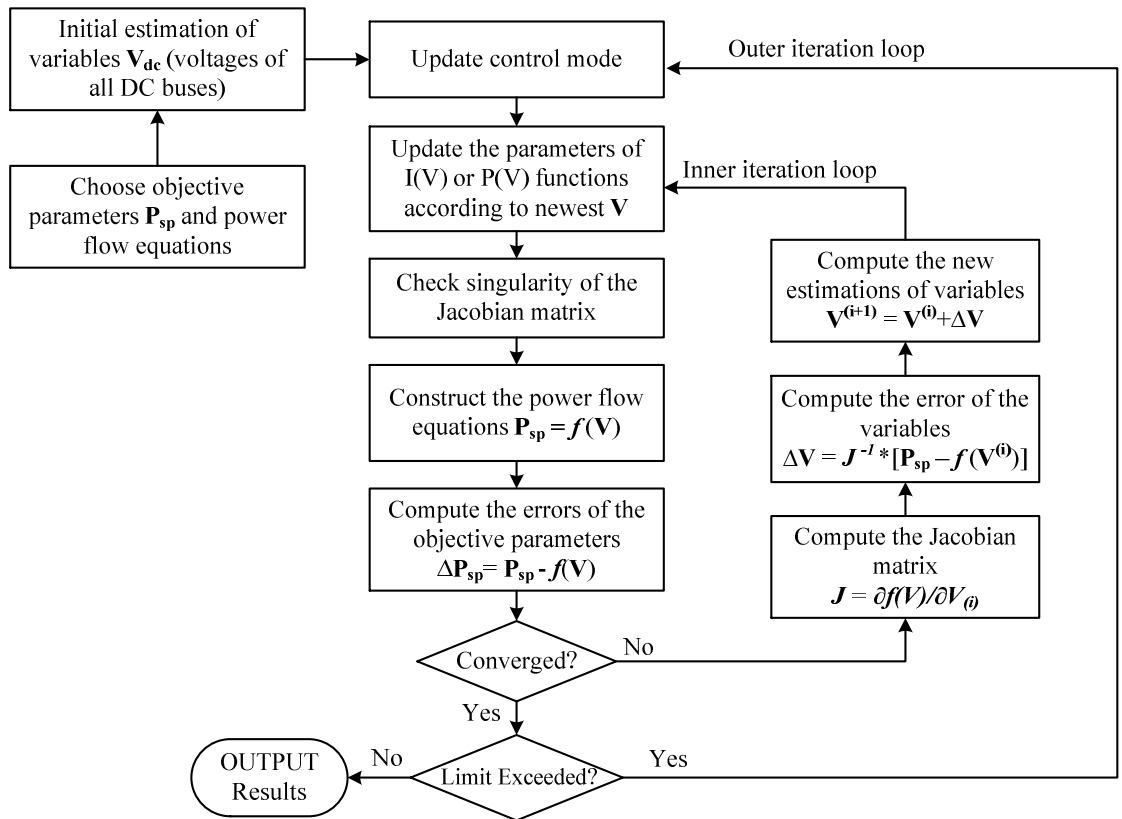 Initial estimation of
variables V_dc (voltages of
all DC buses)
Update control mode
Outer iteration loop
Choose objective
parameters P_sp and power
flow equations
Update the parameters of
I(V) or P(V) functions
according to newest V
Inner iteration loop
Check singularity of the
Jacobian matrix
Compute the new
estimations of variables
V^(i+1) = V^(i)+ΔV
Construct the power flow
equations P_sp = f (V)
Compute the error of the
variables
ΔV = J^-1 *[P_sp – f (V^(i))]
Compute the errors of the
objective parameters
ΔP_sp= P_sp - f(V)
Compute the Jacobian
matrix
J = ∂f(V)/∂V_(i)
Converged?
No
Yes
Limit Exceeded?
No
Yes
OUTPUT
Results